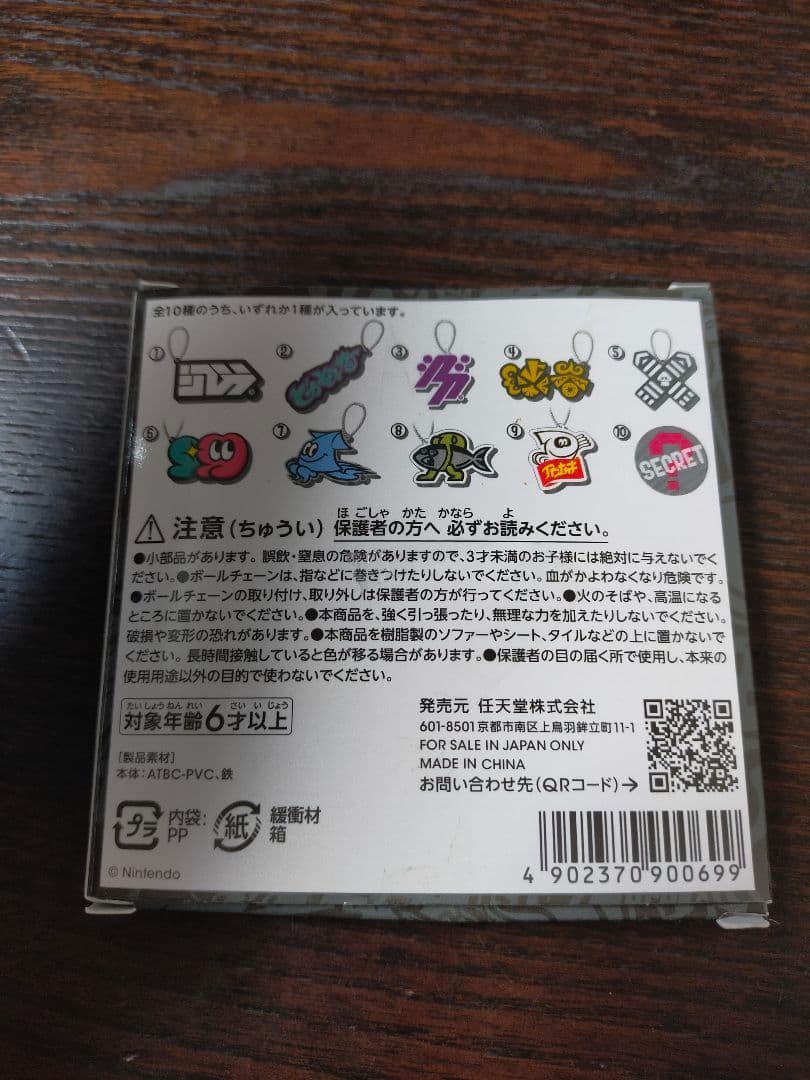 全10種のうち、いずれか1種が入っています。
① ② ③ ④ ⑤
⑥ ⑦ ⑧ ⑨ ⑩ SECRET ?
注意(ちゅうい) 保護者の方へ 必ずお読みください。
ほごしゃ かた かなら よ
●小部品があります。誤飲・窒息の危険がありますので、3才未満のお子様には絶対に与えないでく
ださい。●ボールチェーンは、指などに巻きつけたりしないでください。血がかよわなくなり危険です。
●ボールチェーンの取り付け、取り外しは保護者の方が行ってください。●火のそばや、高温になる
ところに置かないでください。●本商品を、強く引っ張ったり、無理な力を加えたりしないでください。
破損や変形の恐れがあります。●本商品を樹脂製のソファーやシート、タイルなどの上に置かないで
ください。長時間接触していると色が移る場合があります。●保護者の目の届く所で使用し、本来の
使用用途以外の目的で使わないでください。
たいしょうねんれい さい いじょう
対象年齢6才以上
[製品素材]
本体:ATBC-PVC、鉄
プラ 内袋:
PP
紙 緩衝材
箱
© Nintendo
発売元 任天堂株式会社
601-8501 京都市南区上鳥羽鉾立町11-1
FOR SALE IN JAPAN ONLY
MADE IN CHINA
お問い合わせ先(QRコード)→
4 902370 900699